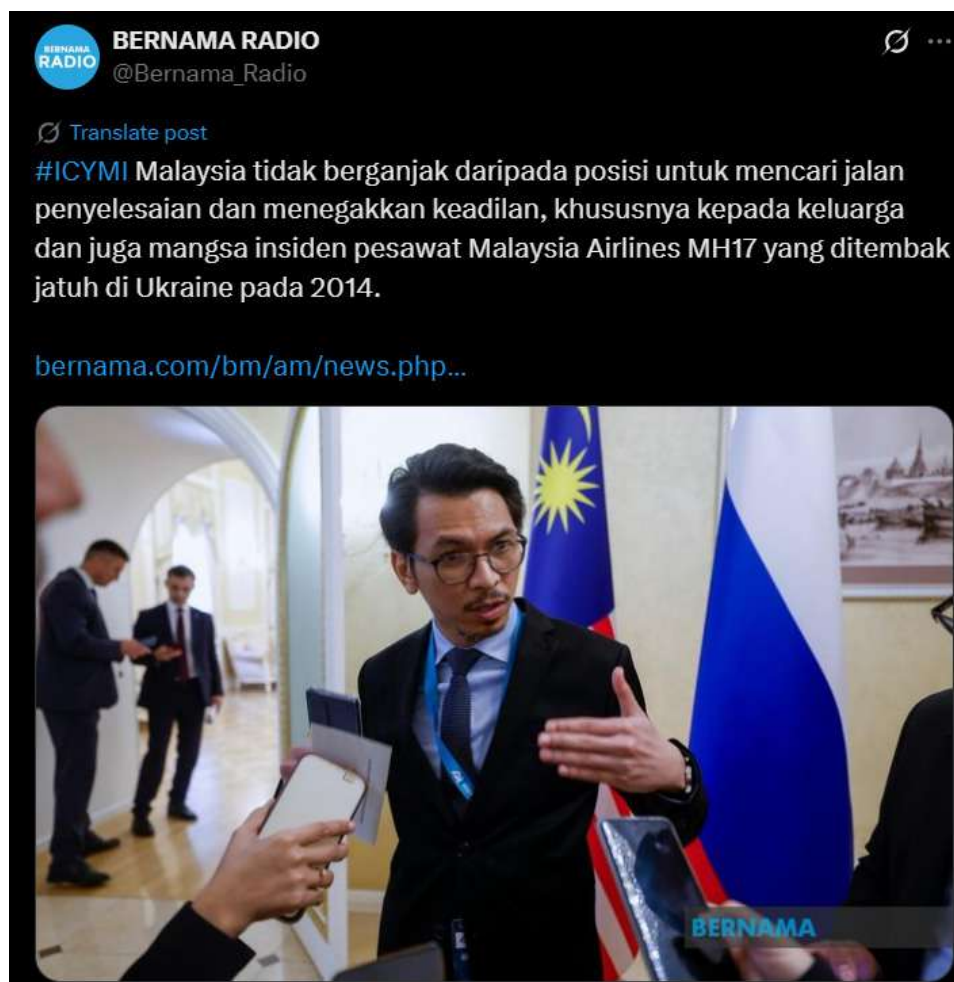 BERNAMA RADIO
@Bernama_Radio
BERNAMA
RADIO
Translate post
#ICYMI Malaysia tidak berganjak daripada posisi untuk mencari jalan
penyelesaian dan menegakkan keadilan, khususnya kepada keluarga
dan juga mangsa insiden pesawat Malaysia Airlines MH17 yang ditembak
jatuh di Ukraine pada 2014.
bernama.com/bm/am/news.php...
BERNAMA